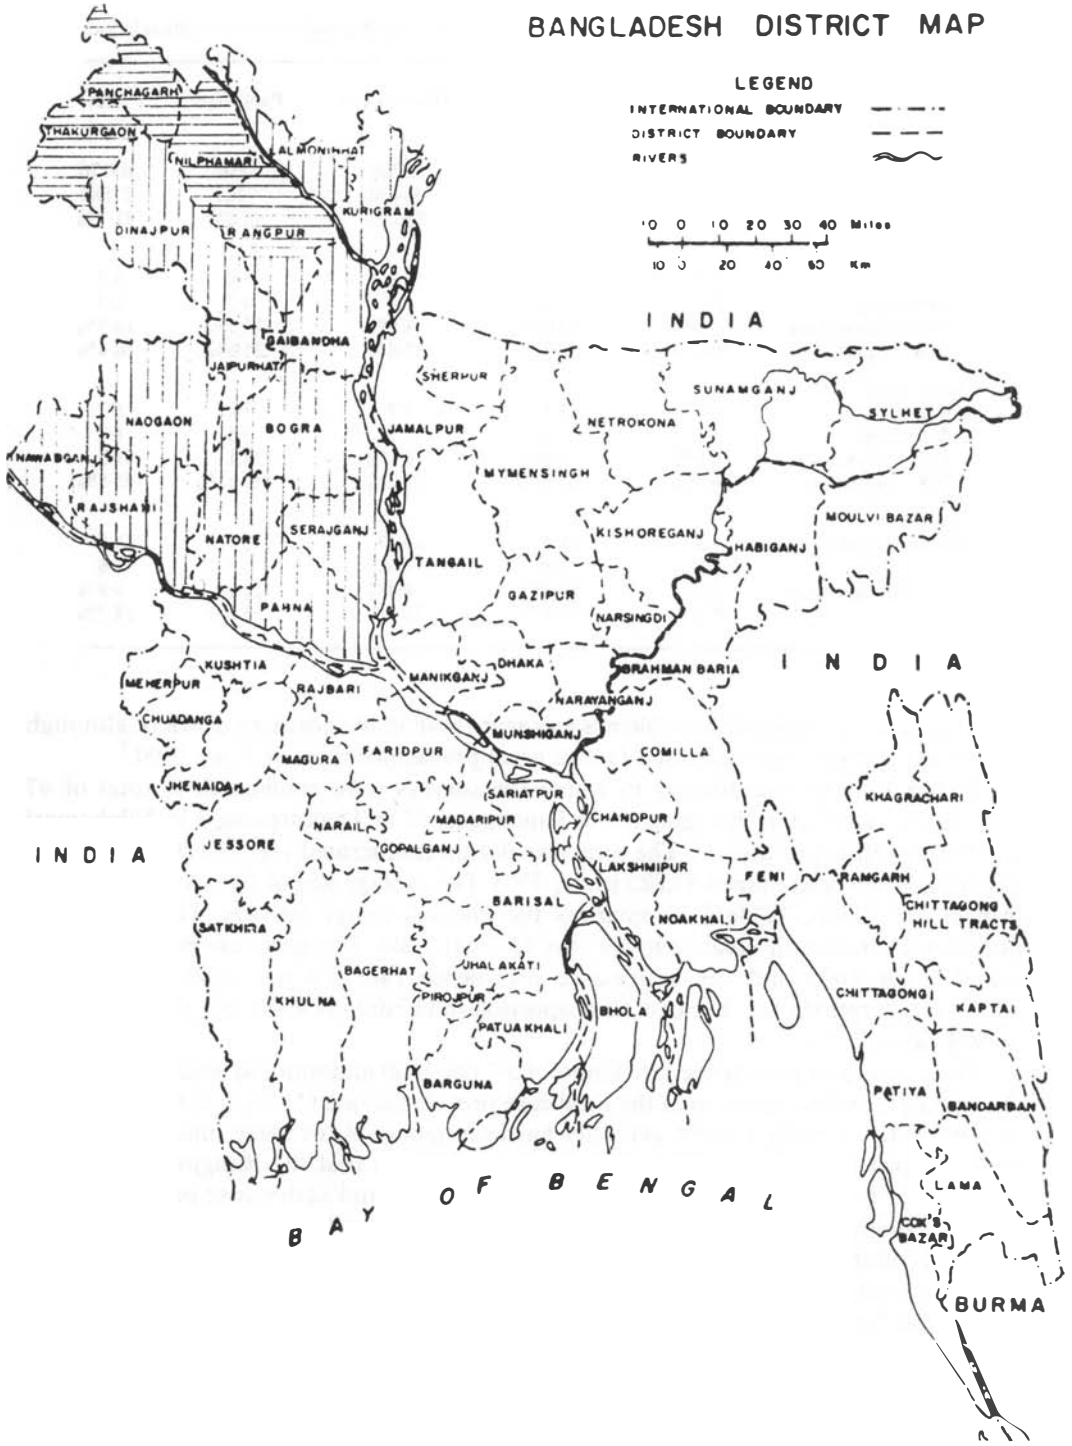 BANGLADESH DISTRICT MAP
LEGEND
INTERNATIONAL BOUNDARY
DISTRICT BOUNDARY
RIVERS
10 0 10 20 30 40 Miles
10 0 20 40 60 Km
PANCHAGARH
THAKURGAON
NILPHAMARI
LALMONIRHAT
KURIGRAM
DINAJPUR
RANGPUR
INDIA
GAIBANDHA
JAIPURHAT
SHERPUR
SUNAMGANJ
SYLHET
NAOGAON
BOGRA
JAMALPUR
NETROKONA
NAWABGANJ
MYMENSINGH
RAJSHAHI
SERAJGANJ
KISHOREGANJ
MOULVI BAZAR
NATORE
HABIGANJ
TANGAIL
GAZIPUR
PABNA
NARSINGDI
KUSHTIA
DHAKA
BRAHMAN BARIA
INDIA
MEHERPUR
RAJBARI
MANIKGANJ
NARAYANGANJ
CHUADANGA
MUNSHIGANJ
MAGURA
FARIDPUR
COMILLA
JHENAIDAH
SARIATPUR
KHAGRACHARI
NARAIL
MADARIPUR
CHANDPUR
INDIA
JESSORE
GOPALGANJ
LAKSHMIPUR
FENI
RAMGARH
BARISAL
CHITTAGONG
HILL TRACTS
SATKHIRA
NOAKHALI
BAGERHAT
JHALAKATI
KHULNA
PIROJPUR
CHITTAGONG
BHOLA
KAPTAI
PATUAKHALI
BARGUNA
PATIYA
BANDARBAN
LAMA
BAY OF BENGAL
COX'S
BAZAR
BURMA